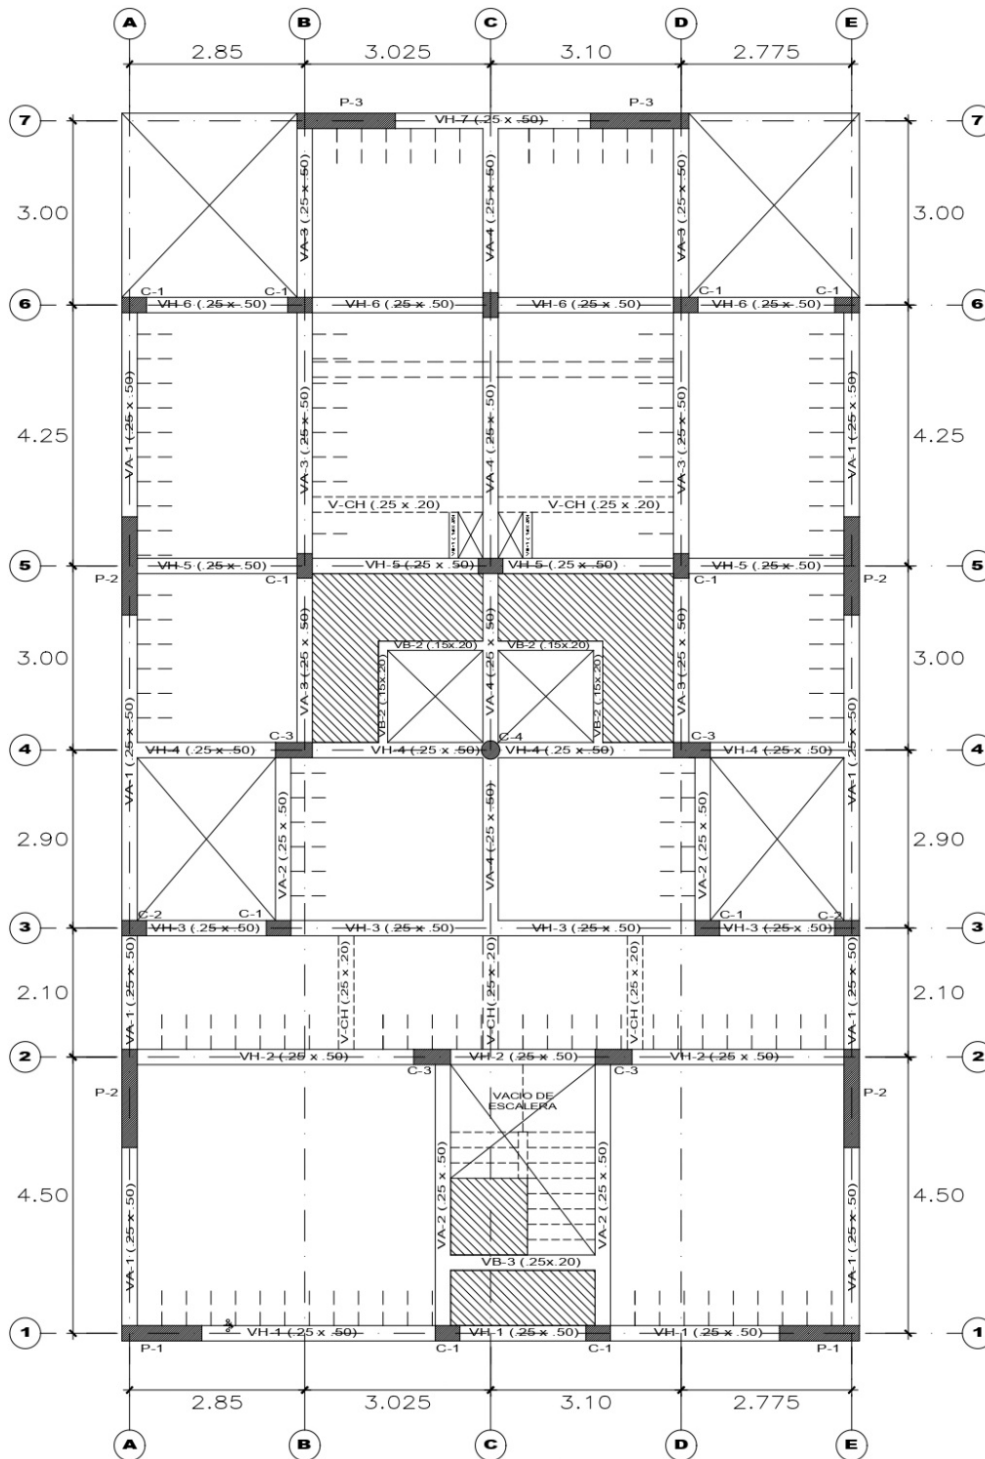 A B C D E
2.85 3.025 3.10 2.775
P-3 P-3
7 VH-7 (.25 x .50) 7
VA-3 (.25 x .50) VA-4 (.25 x .50) VA-3 (.25 x .50)
3.00 3.00
C-1 C-1 C-1 C-1
6 VH-6 (.25 x .50) VH-6 (.25 x .50) VH-6 (.25 x .50) VH-6 (.25 x .50) 6
VA-1 (.25 x .50) VA-3 (.25 x .50) VA-4 (.25 x .50) VA-3 (.25 x .50) VA-1 (.25 x .50)
4.25 4.25
V-CH (.25 x .20) V-CH (.25 x .20)
5 VH-5 (.25 x .50) VH-5 (.25 x .50) VH-5 (.25 x .50) VH-5 (.25 x .50) 5
P-2 C-1 C-1 P-2
VB-2 (.15x.20) VB-2 (.15x.20)
3.00 3.00
VA-1 (.25 x .50) VA-3 (.25 x .50) VB-2 (.15x.20) VA-4 (.25 x .50) VB-2 (.15x.20) VA-3 (.25 x .50) VA-1 (.25 x .50)
C-3 C-4 C-3
4 VH-4 (.25 x .50) VH-4 (.25 x .50) VH-4 (.25 x .50) VH-4 (.25 x .50) 4
2.90 VA-2 (.25 x .50) VA-4 (.25 x .50) VA-2 (.25 x .50) 2.90
C-2 C-1 C-1 C-2
3 VH-3 (.25 x .50) VH-3 (.25 x .50) VH-3 (.25 x .50) VH-3 (.25 x .50) 3
2.10 VA-1 (.25 x .50) V-CH (.25 x .20) V-CH (.25 x .20) V-CH (.25 x .20) VA-1 (.25 x .50) 2.10
2 VH-2 (.25 x .50) VH-2 (.25 x .50) VH-2 (.25 x .50) 2
C-3 C-3
P-2 P-2
VACIO DE
ESCALERA
4.50 VA-1 (.25 x .50) VA-2 (.25 x .50) VA-2 (.25 x .50) VA-1 (.25 x .50) 4.50
VB-3 (.25x.20)
1 VH-1 (.25 x .50) VH-1 (.25 x .50) VH-1 (.25 x .50) 1
P-1 C-1 C-1 P-1
2.85 3.025 3.10 2.775
A B C D E